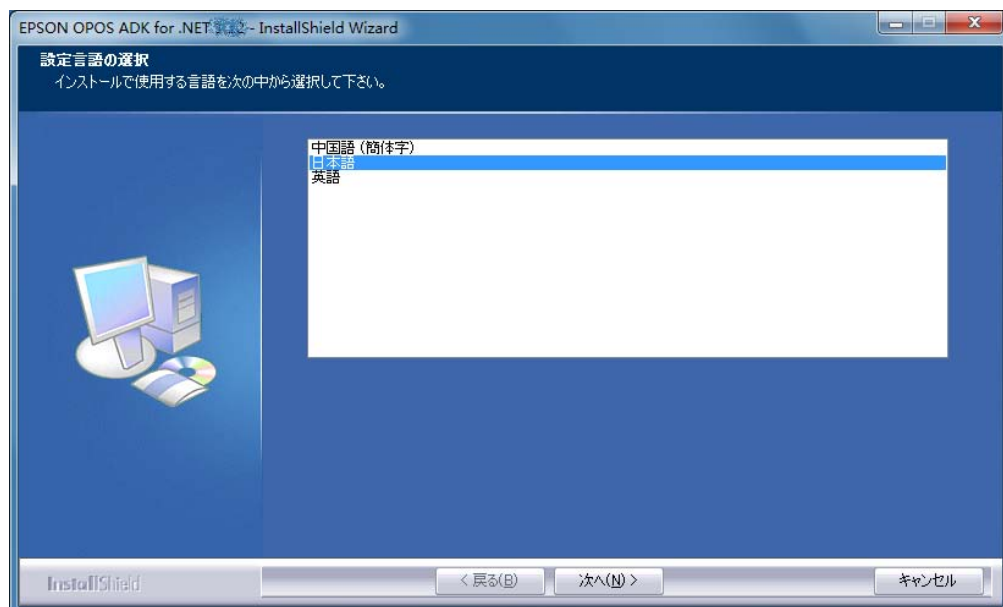 EPSON OPOS ADK for .NET - InstallShield Wizard
設定言語の選択
インストールで使用する言語を次の中から選択して下さい。
中国語 (簡体字)
日本語
英語
InstallShield
< 戻る(B)
次へ(N) >
キャンセル